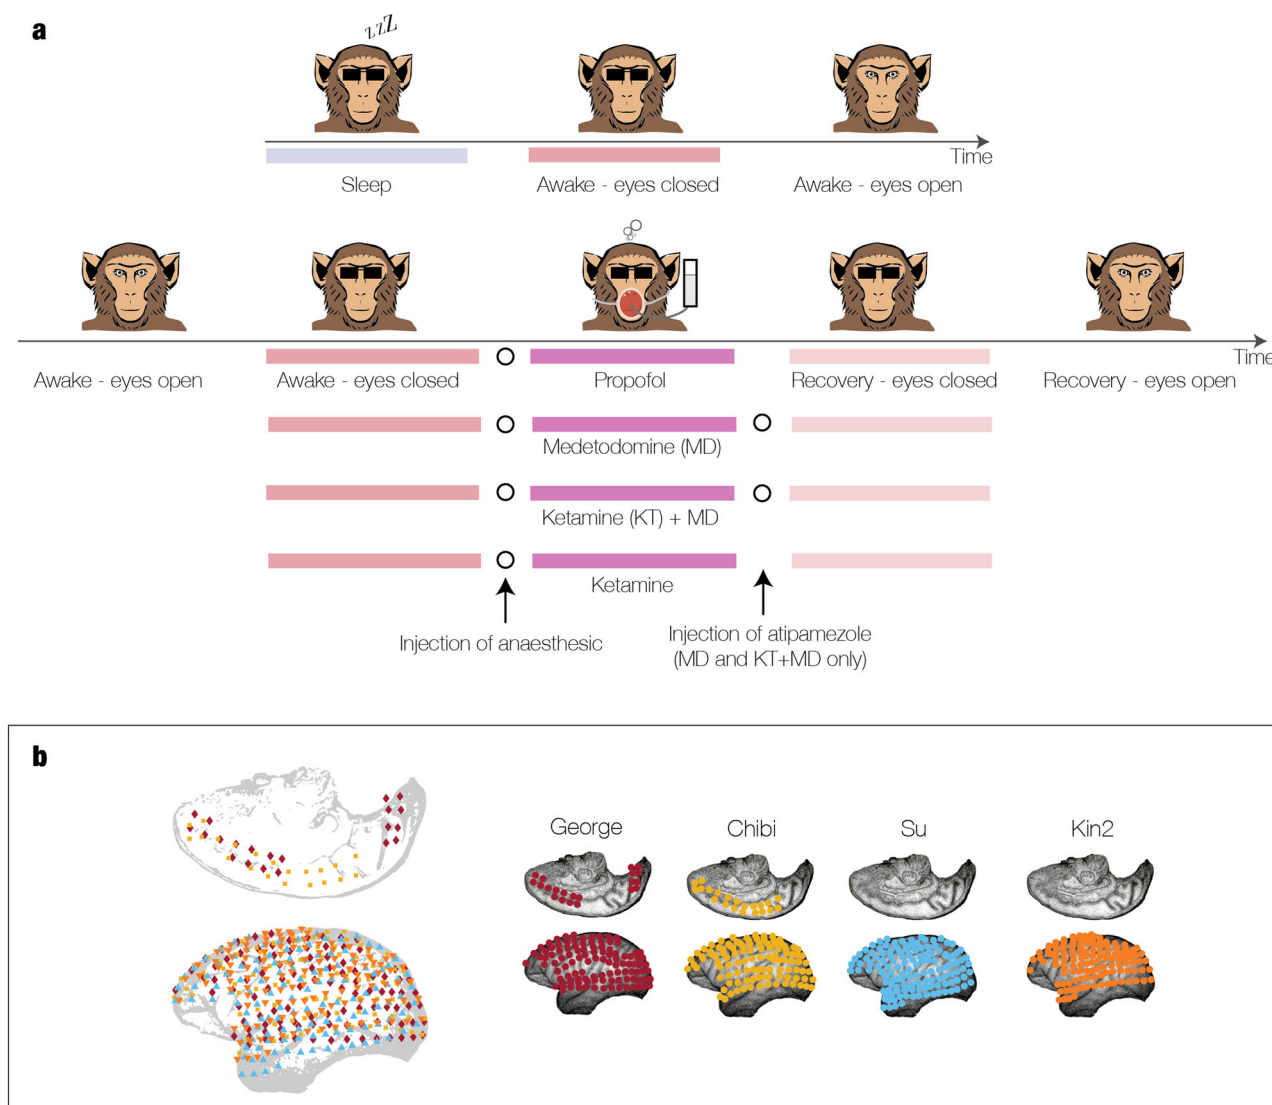 a
zzZ
Time
Sleep
Awake - eyes closed
Awake - eyes open
Time
Awake - eyes open
Awake - eyes closed
Propofol
Recovery - eyes closed
Recovery - eyes open
Medetodomine (MD)
Ketamine (KT) + MD
Ketamine
Injection of anaesthesic
Injection of atipamezole
(MD and KT+MD only)
b
George
Chibi
Su
Kin2